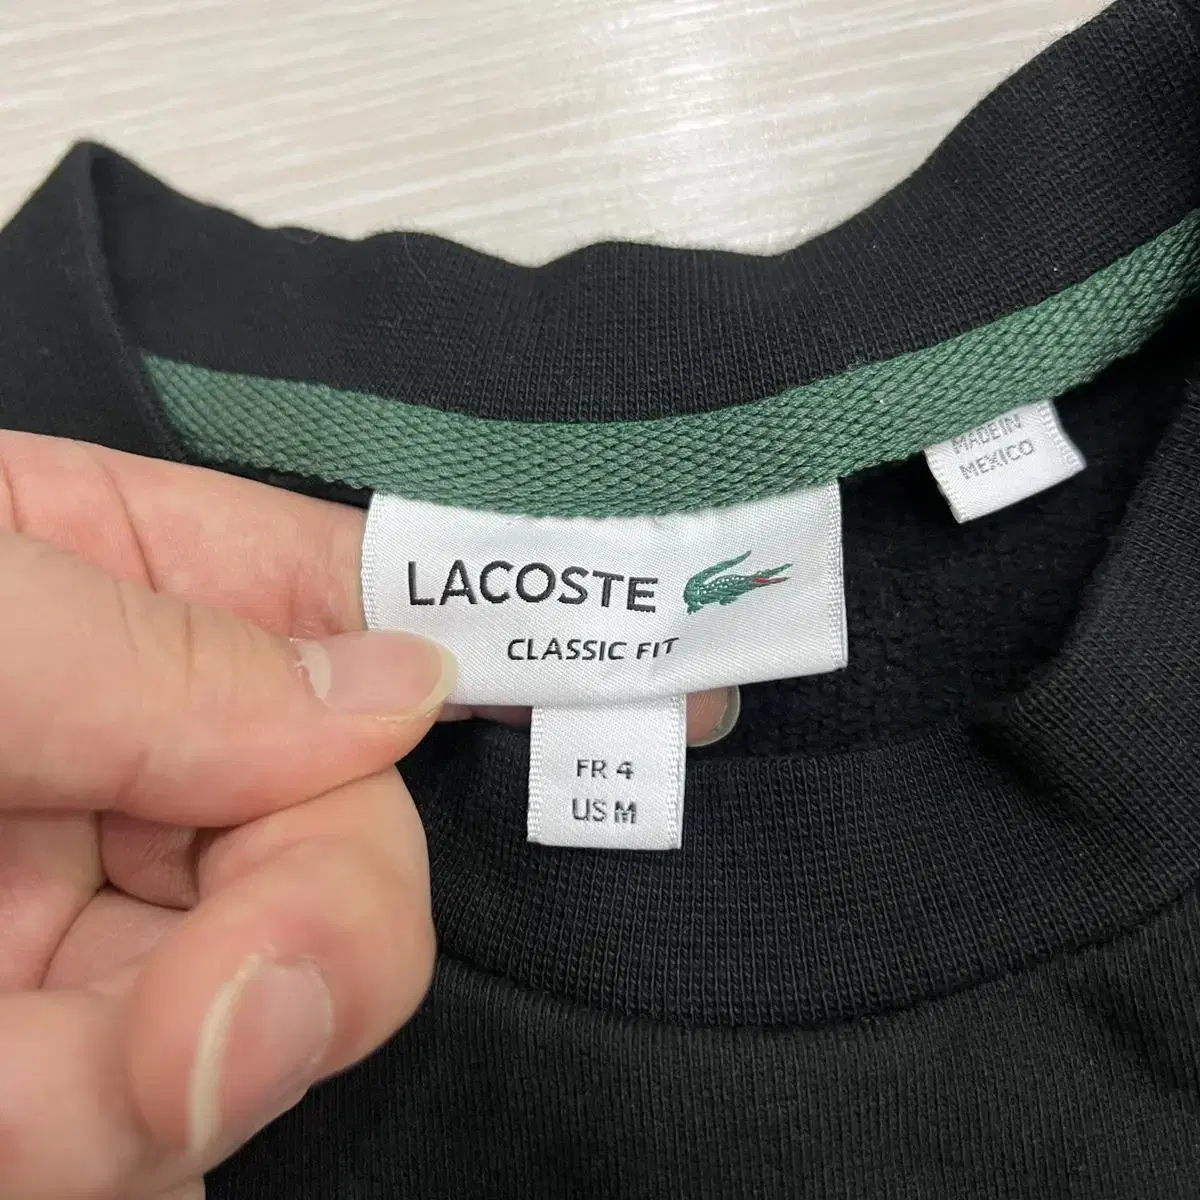 MADE IN
MEXICO
LACOSTE
CLASSIC FIT
FR 4
US M